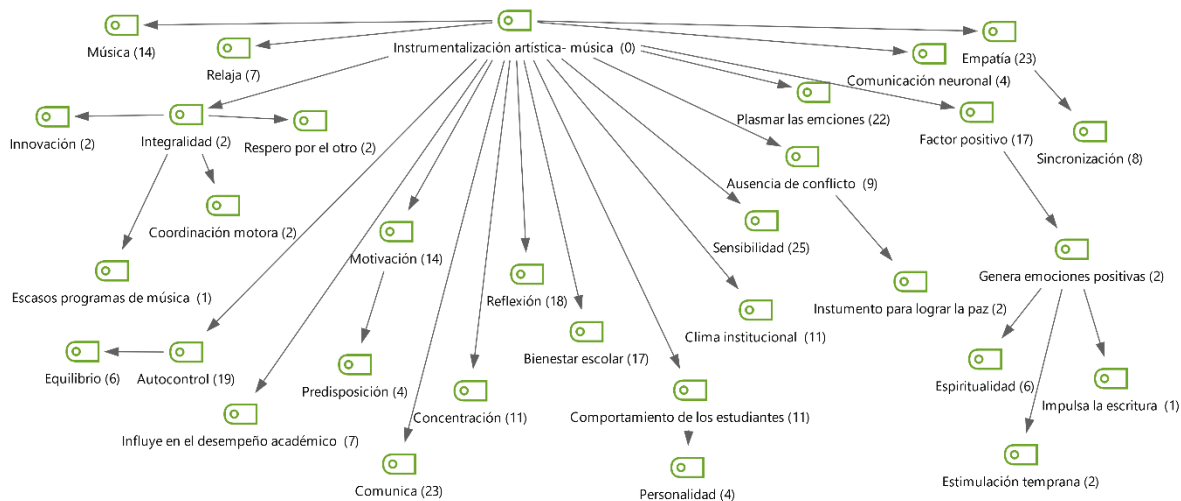 Música (14)
Instrumentalización artística- música  (0)
Empatía (23)
Relaja (7)
Comunicación neuronal (4)
Plasmar las emciones (22)
Innovación (2)
Integralidad (2)
Respero por el otro (2)
Factor positivo (17)
Sincronización (8)
Ausencia de conflicto (9)
Coordinación motora (2)
Sensibilidad (25)
Motivación (14)
Genera emociones positivas (2)
Escasos programas de música  (1)
Reflexión (18)
Instrumento para lograr la paz (2)
Clima institucional  (11)
Bienestar escolar (17)
Equilibrio (6)
Autocontrol (19)
Predisposición (4)
Espiritualidad (6)
Impulsa la escritura  (1)
Influye en el desempeño académico  (7)
Concentración (11)
Comportamiento de los estudiantes (11)
Comunica (23)
Personalidad (4)
Estimulación temprana (2)